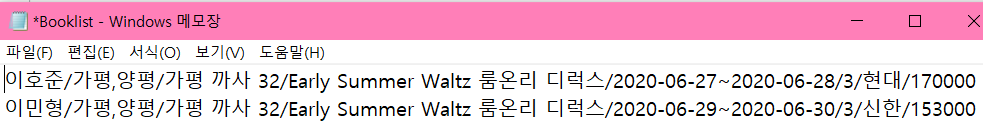 *Booklist - Windows 메모장
파일(F) 편집(E) 서식(O) 보기(V) 도움말(H)
이호준/가평,양평/가평 까사 32/Early Summer Waltz 룸온리 디럭스/2020-06-27~2020-06-28/3/현대/170000
이민형/가평,양평/가평 까사 32/Early Summer Waltz 룸온리 디럭스/2020-06-29~2020-06-30/3/신한/153000